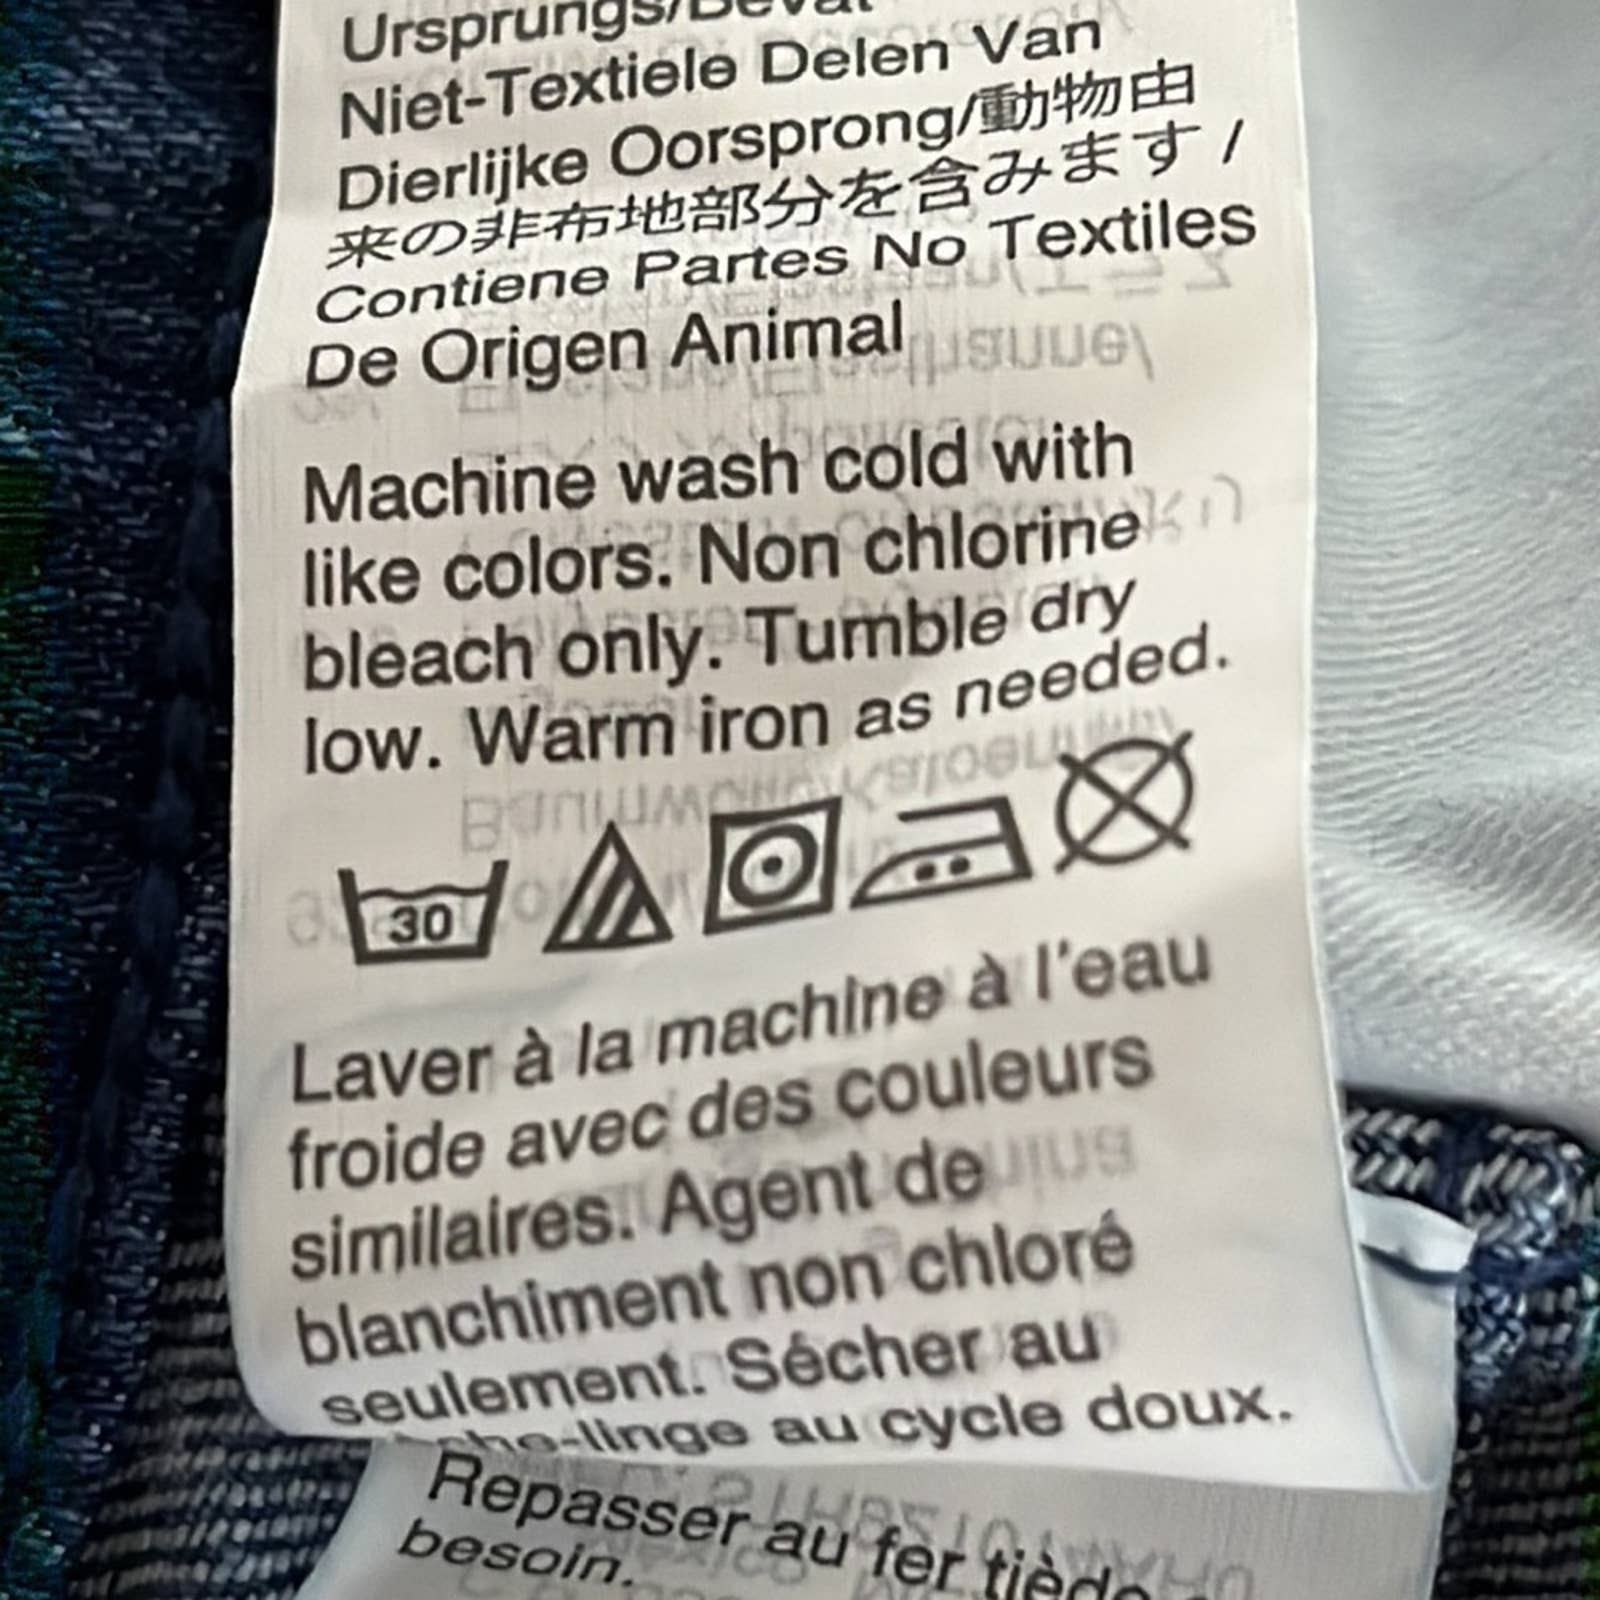 Ursprungs/Bevat
Niet-Textiele Delen Van
Dierlijke Oorsprong/動物由
来の非布地部分を含みます /
Contiene Partes No Textiles
De Origen Animal
Machine wash cold with
like colors. Non chlorine
bleach only. Tumble dry
low. Warm iron as needed.
30
Laver à la machine à l'eau
froide avec des couleurs
similaires. Agent de
blanchiment non chloré
seulement. Sécher au
au cycle doux.
Repasser au fer tiède
besoin.